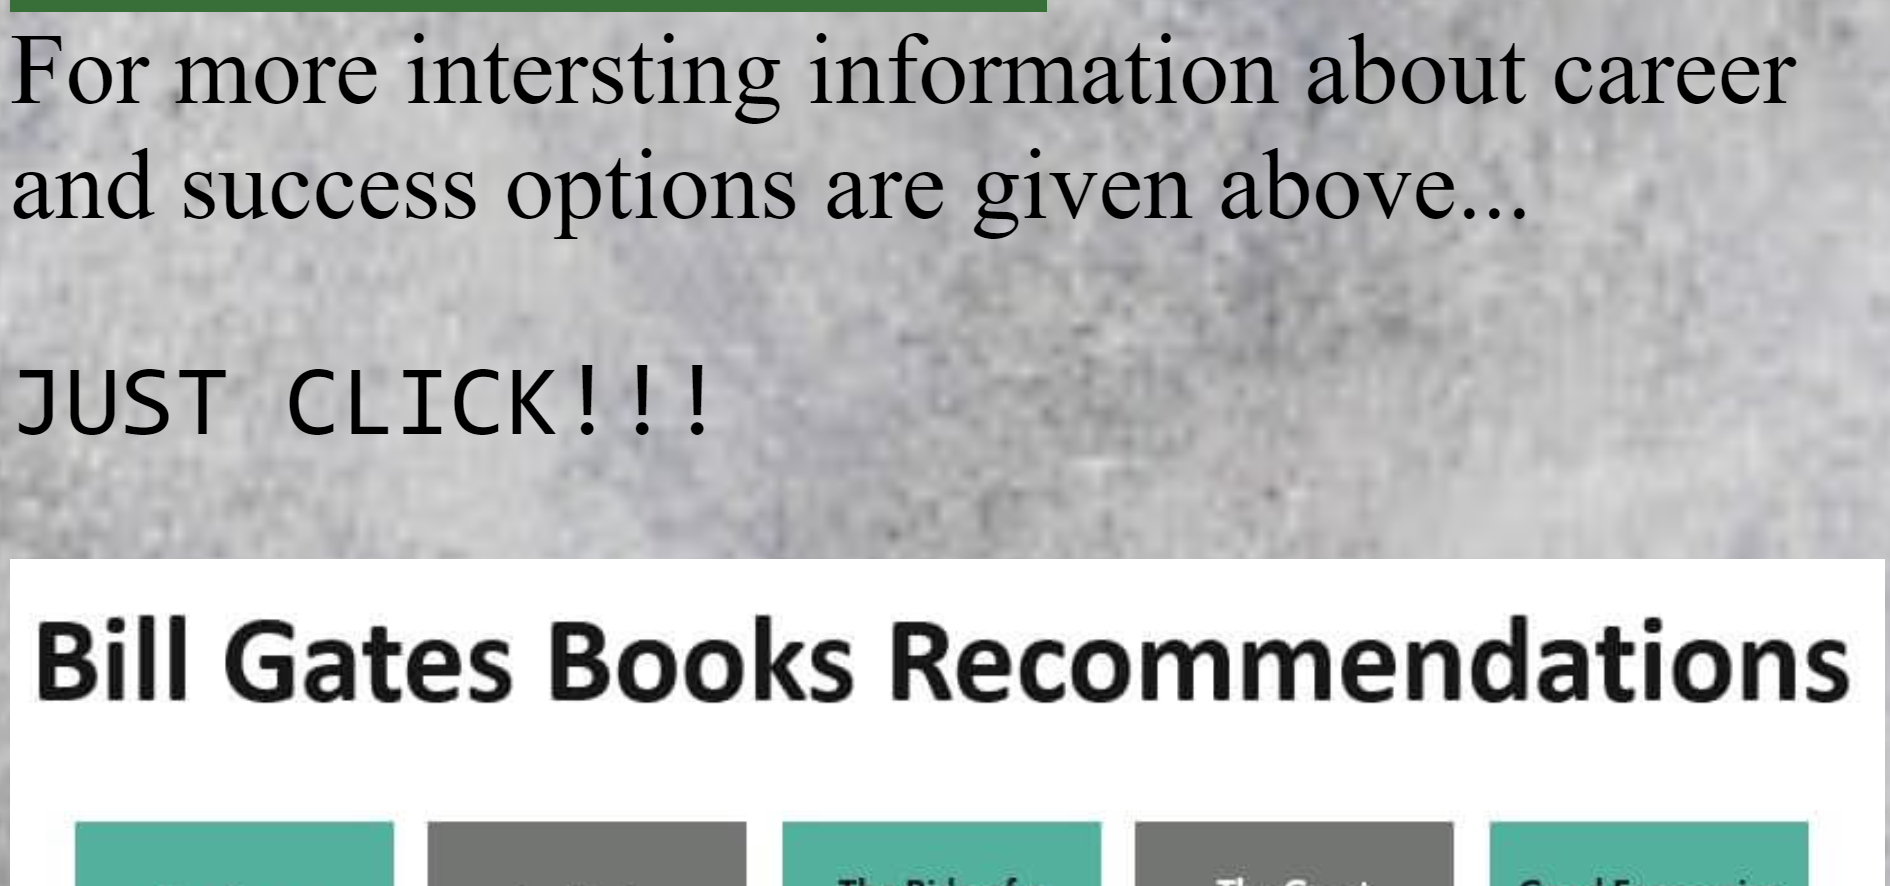 For more intersting information about career
and success options are given above...
JUST CLICK!!!
Bill Gates Books Recommendations